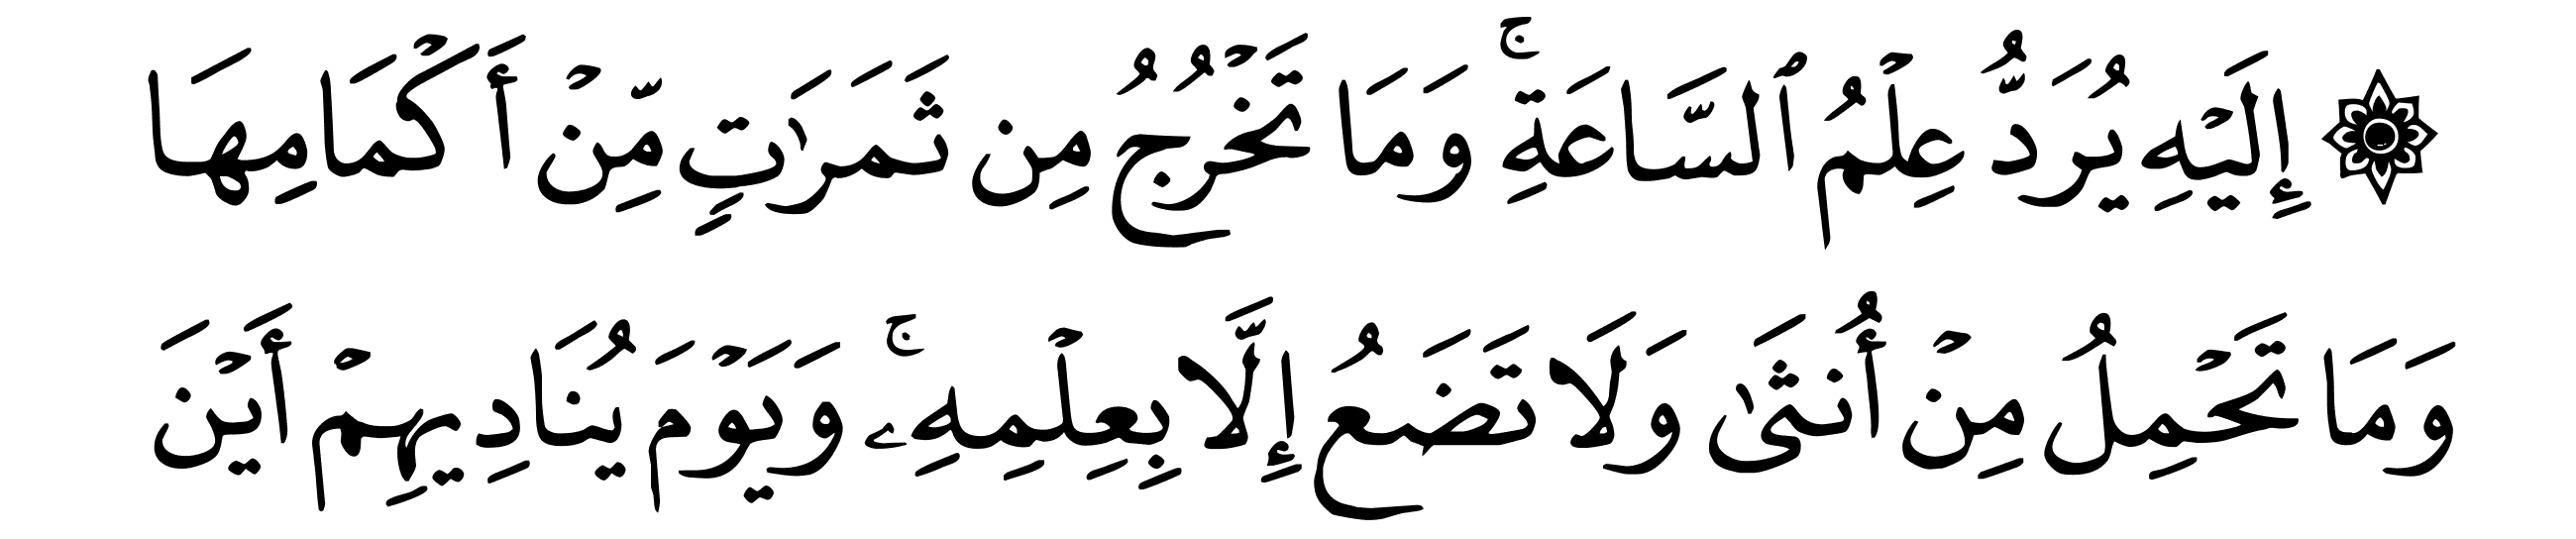 ۞ إِلَيْهِ يُرَدُّ عِلْمُ ٱلسَّاعَةِ ۚ وَمَا تَخْرُجُ مِن ثَمَرَٰتٍ مِّنْ أَكْمَامِهَا
وَمَا تَحْمِلُ مِنْ أُنثَىٰ وَلَا تَضَعُ إِلَّا بِعِلْمِهِۦ ۚ وَيَوْمَ يُنَادِيهِمْ أَيْنَ